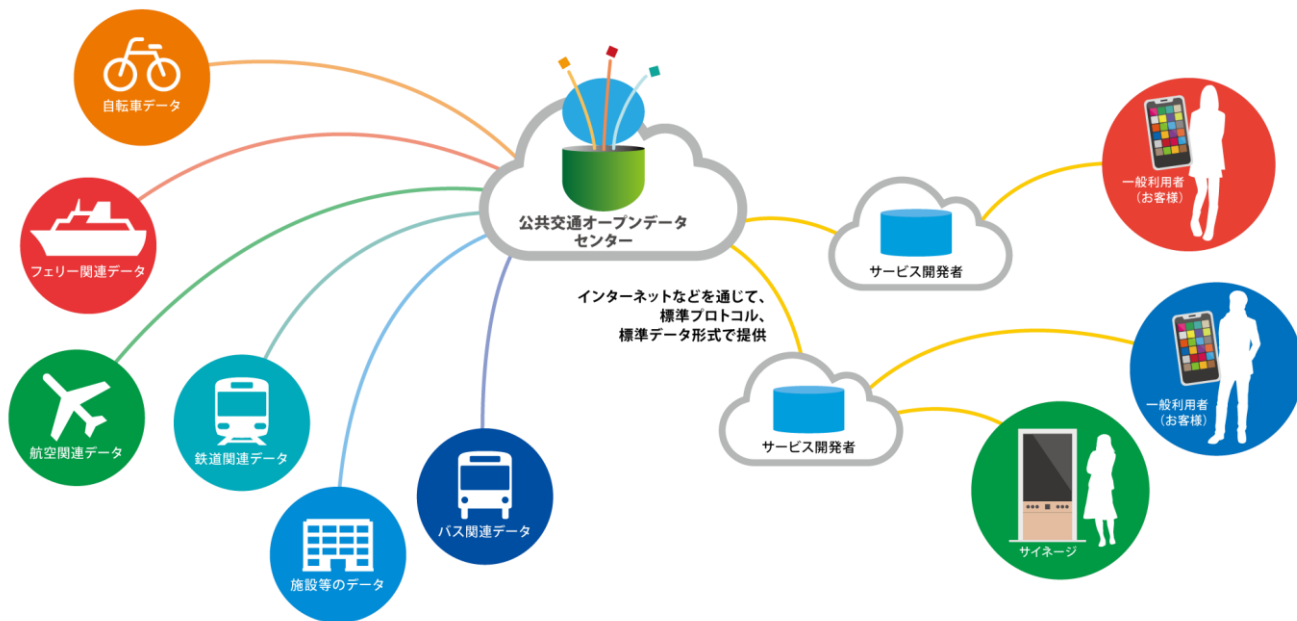 自転車データ
フェリー関連データ
航空関連データ
鉄道関連データ
施設等のデータ
バス関連データ
公共交通オープンデータ
センター
インターネットなどを通じて、
標準プロトコル、
標準データ形式で提供
サービス開発者
サービス開発者
一般利用者
（お客様）
一般利用者
（お客様）
サイネージ